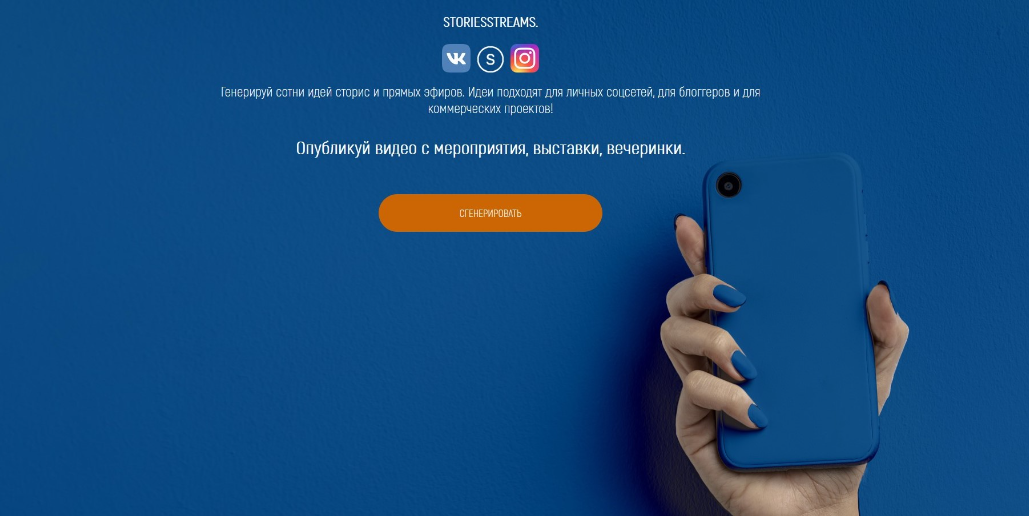 STORIESSTREAMS.
S
Генерируй сотни идей сторис и прямых эфиров. Идеи подходят для личных соцсетей, для блоггеров и для
коммерческих проектов!
Опубликуй видео с мероприятия, выставки, вечеринки.
СГЕНЕРИРОВАТЬ